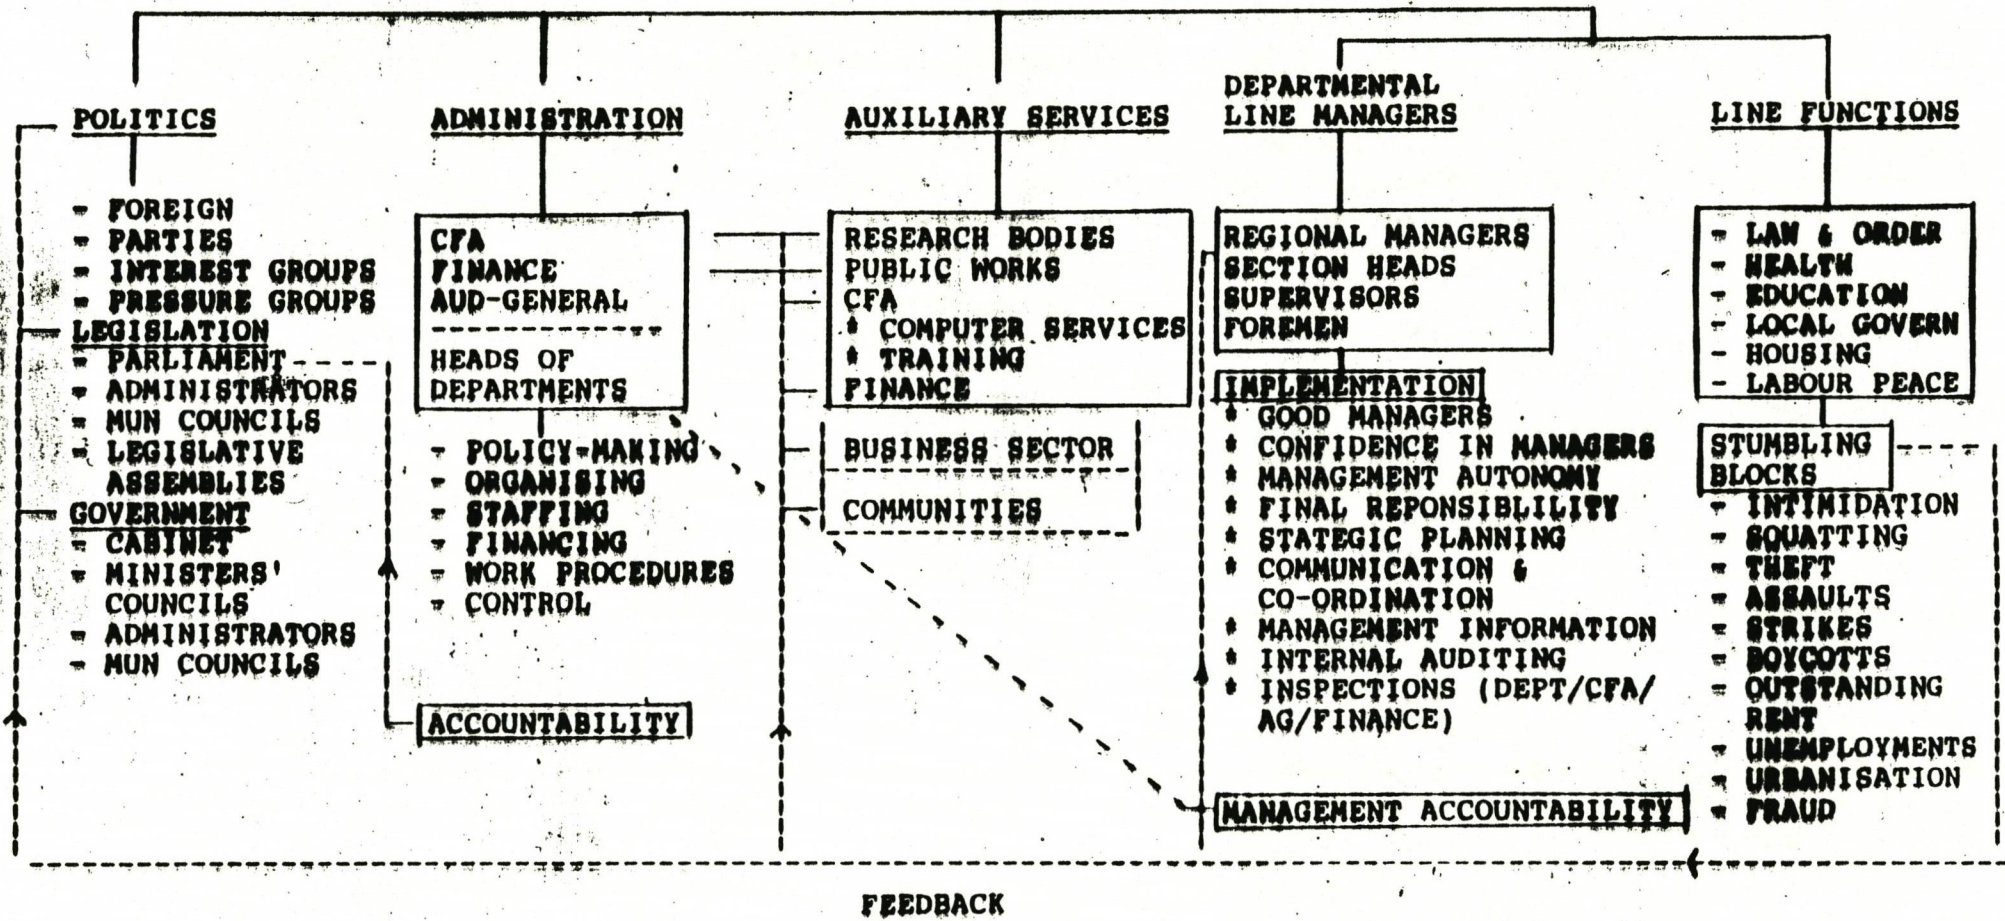 POLITICS
- FOREIGN
- PARTIES
- INTEREST GROUPS
- PRESSURE GROUPS
LEGISLATION
- PARLIAMENT
- ADMINISTRATORS
- MUN COUNCILS
- LEGISLATIVE
ASSEMBLIES
GOVERNMENT
- CABINET
- MINISTERS'
COUNCILS
- ADMINISTRATORS
- MUN COUNCILS
ADMINISTRATION
CFA
FINANCE
AUD-GENERAL
HEADS OF
DEPARTMENTS
- POLICY-MAKING
- ORGANISING
- STAFFING
- FINANCING
- WORK PROCEDURES
- CONTROL
ACCOUNTABILITY
AUXILIARY SERVICES
RESEARCH BODIES
PUBLIC WORKS
CFA
* COMPUTER SERVICES
* TRAINING
FINANCE
BUSINESS SECTOR
COMMUNITIES
DEPARTMENTAL
LINE MANAGERS
REGIONAL MANAGERS
SECTION HEADS
SUPERVISORS
FOREMEN
IMPLEMENTATION
* GOOD MANAGERS
* CONFIDENCE IN MANAGERS
* MANAGEMENT AUTONOMY
* FINAL REPONSIBLILITY
* STATEGIC PLANNING
* COMMUNICATION &
CO-ORDINATION
* MANAGEMENT INFORMATION
* INTERNAL AUDITING
* INSPECTIONS (DEPT/CFA/
AG/FINANCE)
MANAGEMENT ACCOUNTABILITY
LINE FUNCTIONS
- LAW & ORDER
- HEALTH
- EDUCATION
- LOCAL GOVERN
- HOUSING
- LABOUR PEACE
STUMBLING
BLOCKS
- INTIMIDATION
- SQUATTING
- THEFT
- ASSAULTS
- STRIKES
- BOYCOTTS
- OUTSTANDING
RENT
- UNEMPLOYMENTS
- URBANISATION
- FRAUD
FEEDBACK